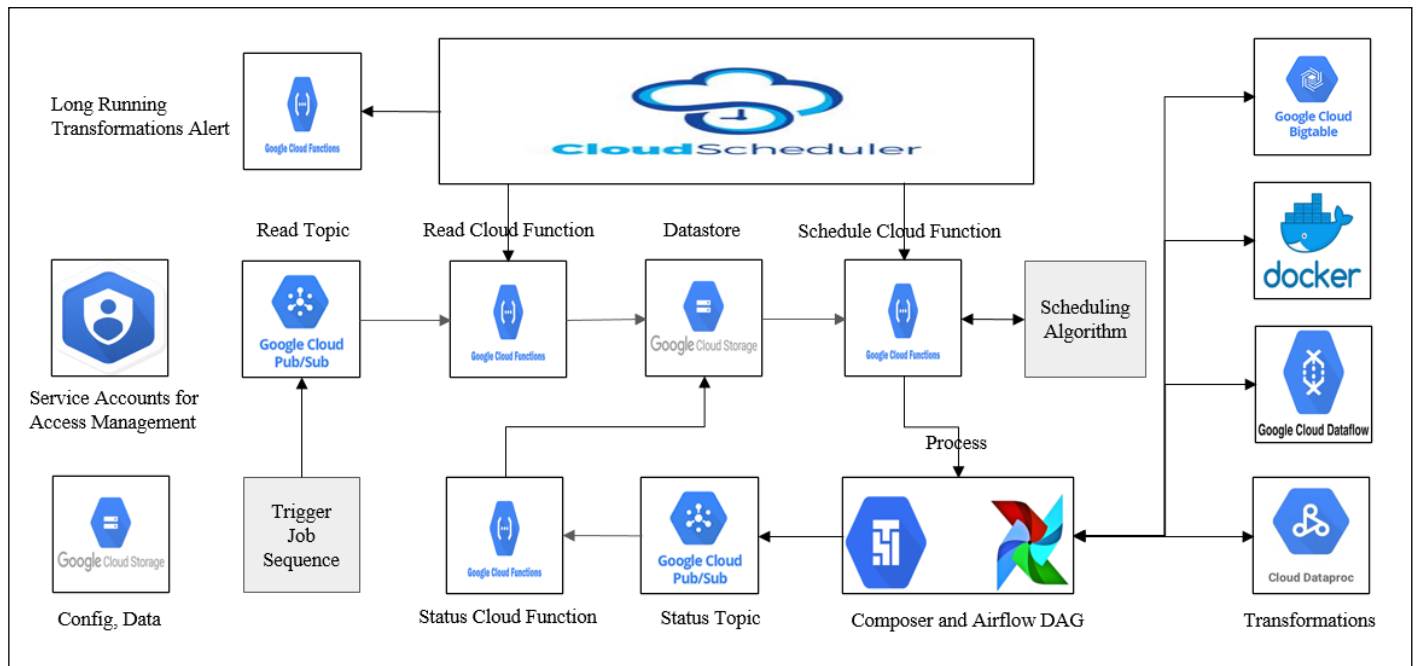 Long Running
Transformations Alert
Google Cloud Functions
CloudScheduler
Google Cloud
Bigtable
Read Topic
Read Cloud Function
Datastore
Schedule Cloud Function
docker
Google Cloud
Pub/Sub
Google Cloud Functions
Google Cloud Storage
Google Cloud Functions
Scheduling
Algorithm
Service Accounts for
Access Management
Google Cloud Dataflow
Process
Google Cloud Storage
Trigger
Job
Sequence
Google Cloud Functions
Google Cloud
Pub/Sub
Cloud Dataproc
Config, Data
Status Cloud Function
Status Topic
Composer and Airflow DAG
Transformations